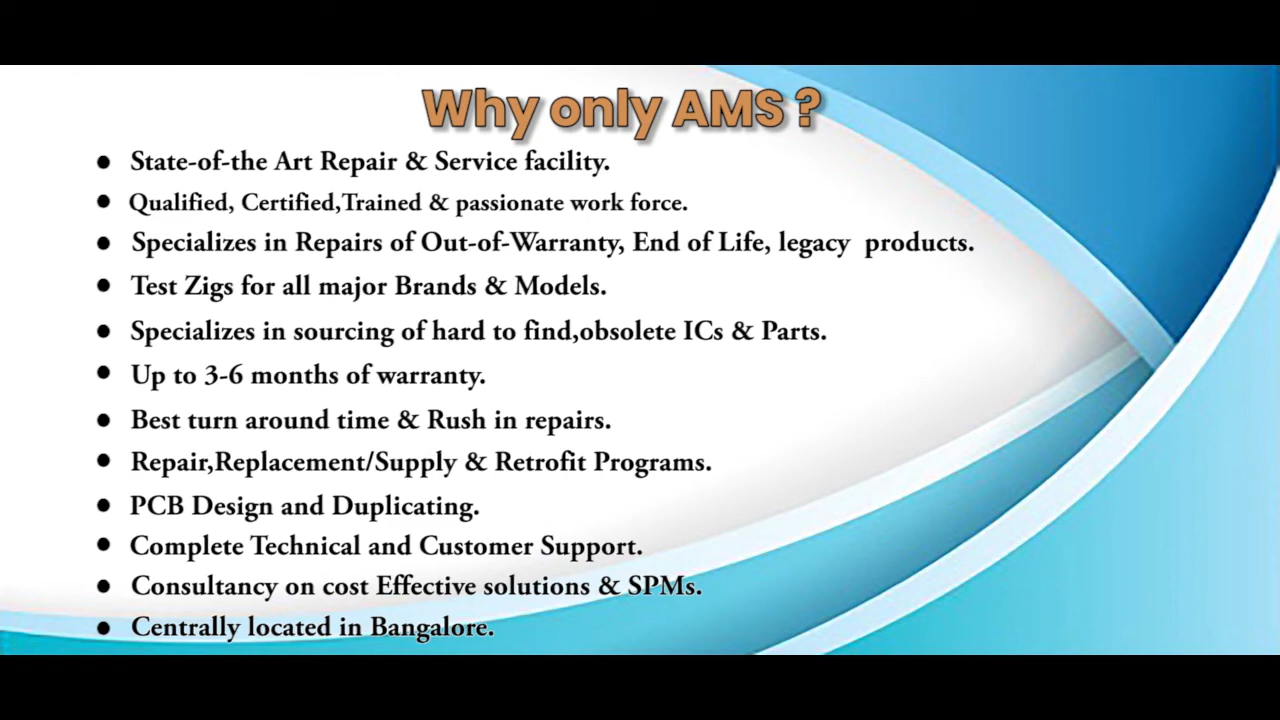 Why only AMS ?
● State-of-the Art Repair & Service facility.
● Qualified, Certified,Trained & passionate work force.
● Specializes in Repairs of Out-of-Warranty, End of Life, legacy products.
● Test Zigs for all major Brands & Models.
● Specializes in sourcing of hard to find,obsolete ICs & Parts.
● Up to 3-6 months of warranty.
● Best turn around time & Rush in repairs.
● Repair,Replacement/Supply & Retrofit Programs.
● PCB Design and Duplicating.
● Complete Technical and Customer Support.
● Consultancy on cost Effective solutions & SPMs.
● Centrally located in Bangalore.